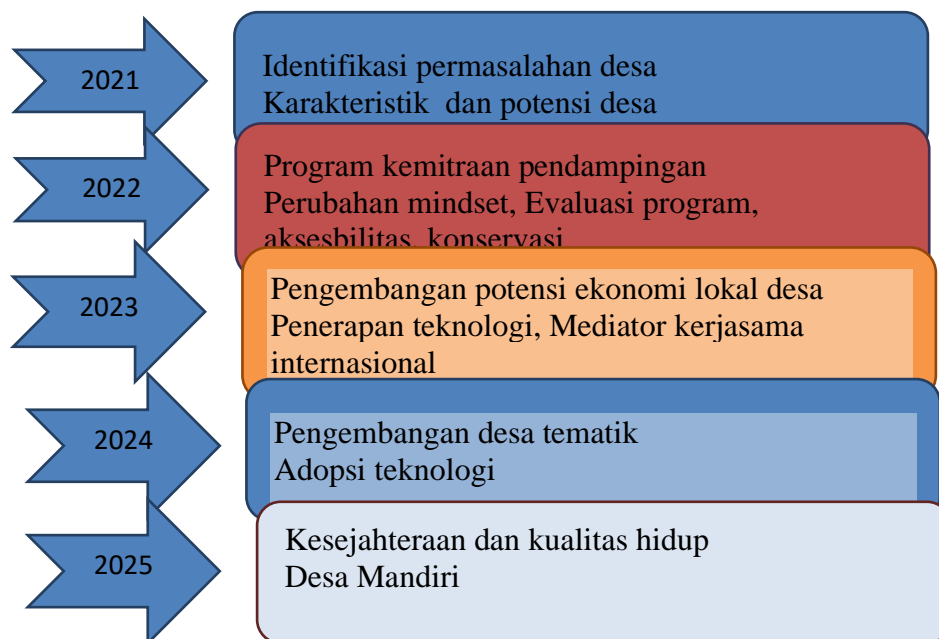 2021
Identifikasi permasalahan desa
Karakteristik dan potensi desa
2022
Program kemitraan pendampingan
Perubahan mindset, Evaluasi program,
aksesbilitas, konservasi
2023
Pengembangan potensi ekonomi lokal desa
Penerapan teknologi, Mediator kerjasama
internasional
2024
Pengembangan desa tematik
Adopsi teknologi
2025
Kesejahteraan dan kualitas hidup
Desa Mandiri